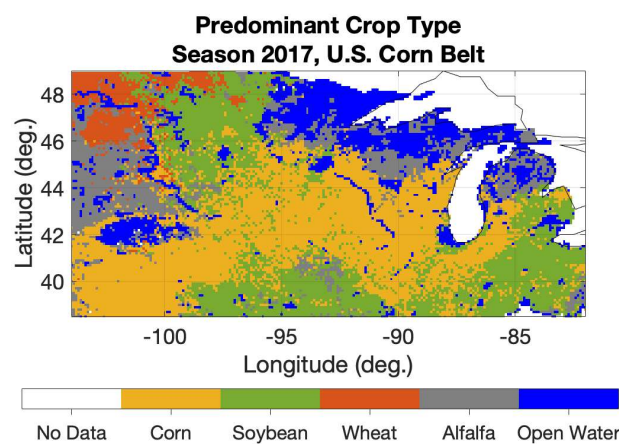 Predominant Crop Type
Season 2017, U.S. Corn Belt
Latitude (deg.)
48
46
44
42
40
-100 -95 -90 -85
Longitude (deg.)
No Data Corn Soybean Wheat Alfalfa Open Water